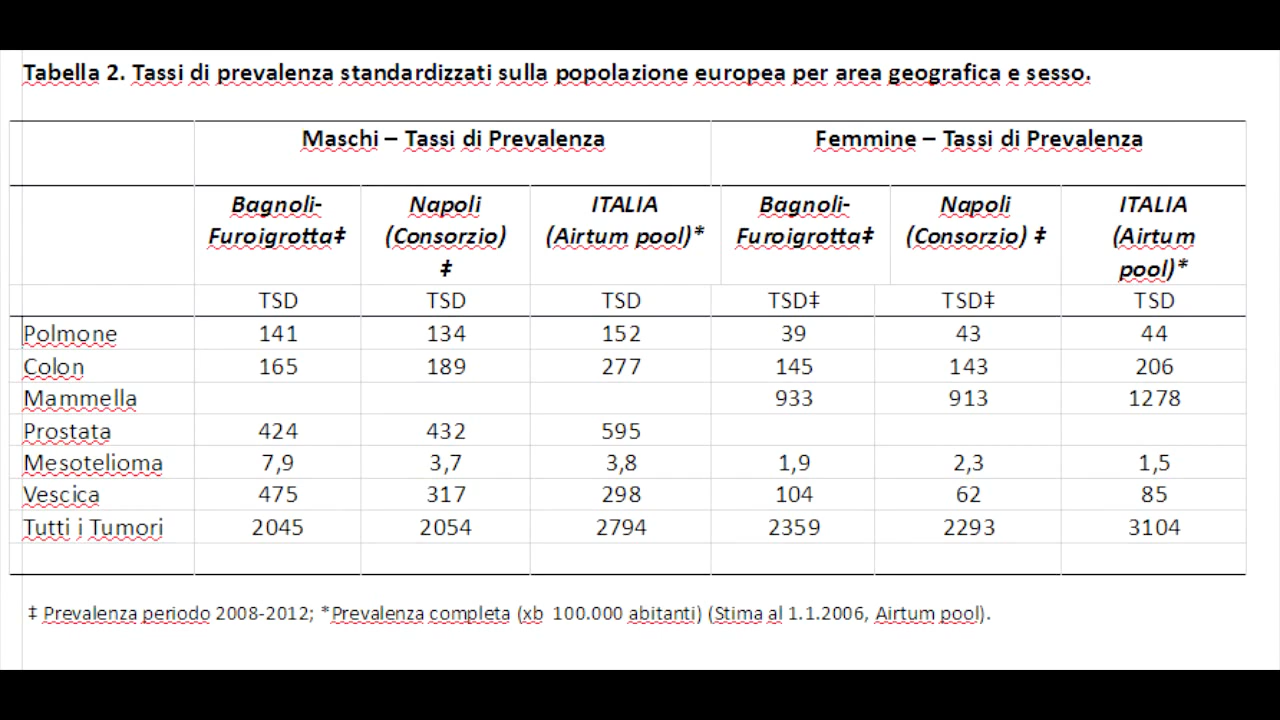 Tabella 2. Tassi di prevalenza standardizzati sulla popolazione europea per area geografica e sesso.
Maschi – Tassi di Prevalenza Femmine – Tassi di Prevalenza
Bagnoli- Napoli ITALIA Bagnoli- Napoli ITALIA
Furoigrotta‡ (Consorzio) (Airtum pool)* Furoigrotta‡ (Consorzio) ‡ (Airtum
‡ pool)*
TSD TSD TSD TSD‡ TSD‡ TSD
Polmone 141 134 152 39 43 44
Colon 165 189 277 145 143 206
Mammella 933 913 1278
Prostata 424 432 595
Mesotelioma 7,9 3,7 3,8 1,9 2,3 1,5
Vescica 475 317 298 104 62 85
Tutti i Tumori 2045 2054 2794 2359 2293 3104
‡ Prevalenza periodo 2008-2012; *Prevalenza completa (xb 100.000 abitanti) (Stima al 1.1.2006, Airtum pool).